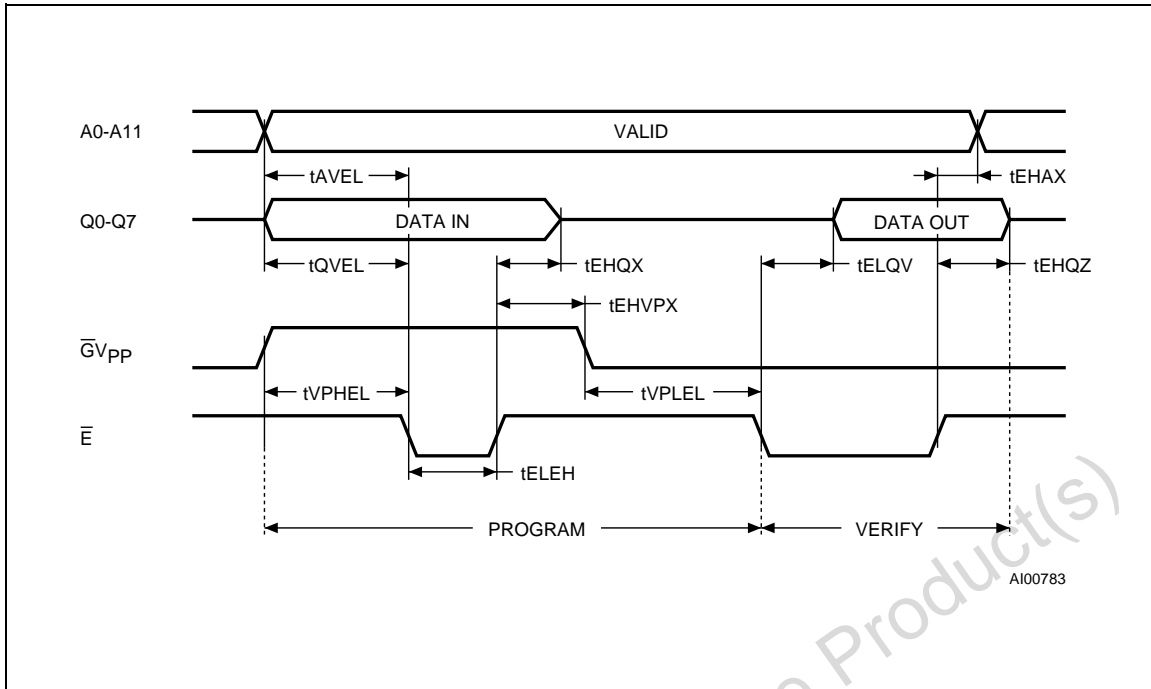 A0-A11
VALID
tAVEL
tEHAX
Q0-Q7
DATA IN
DATA OUT
tQVEL
tEHQX
tELQV
tEHQZ
tEHVPX
G̅VPP
tVPHEL
tVPLEL
E̅
tELEH
PROGRAM
VERIFY
AI00783
Product(s)